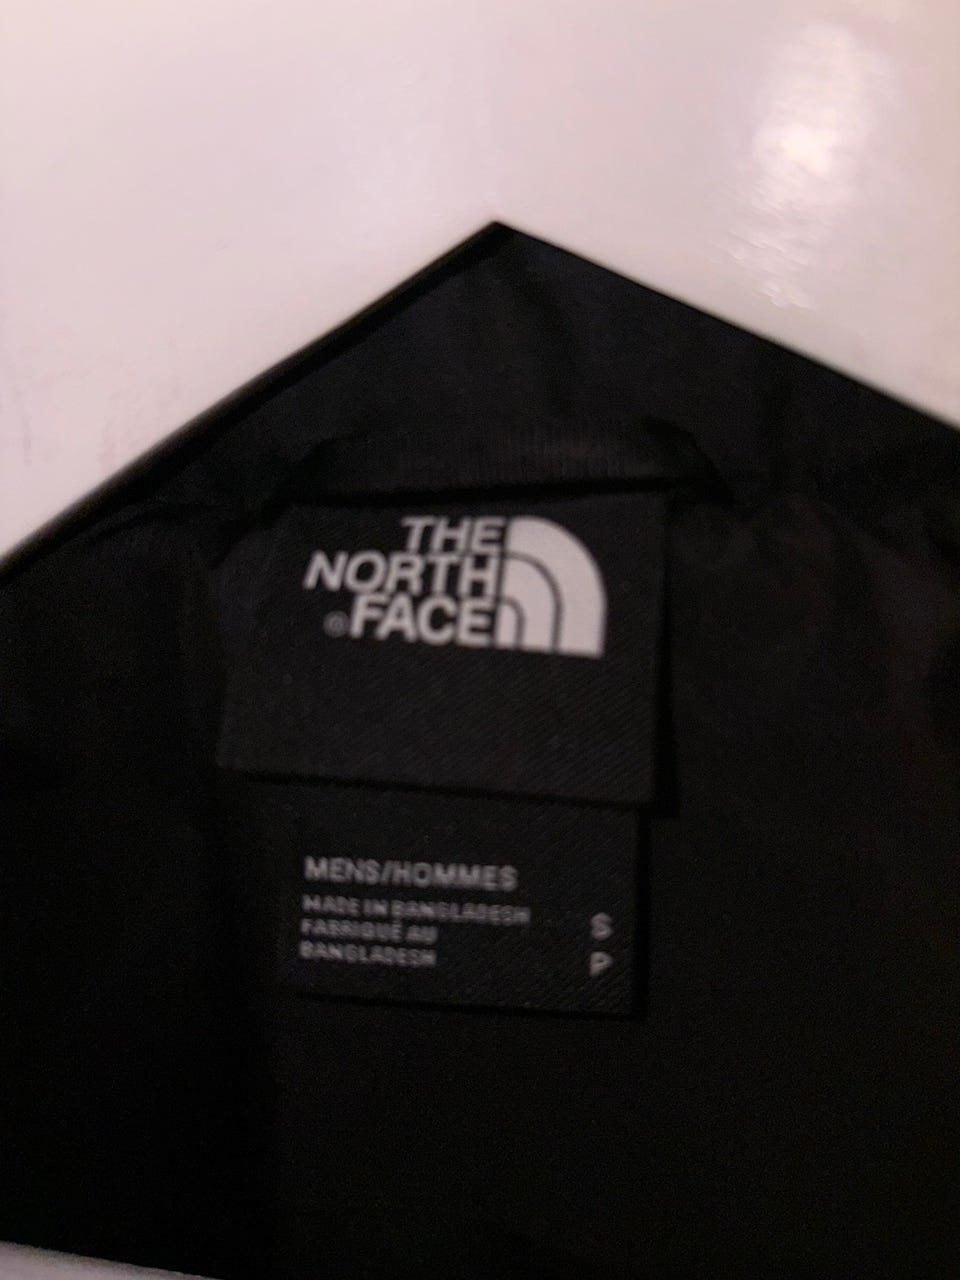 THE
NORTH
®FACE
MENS/HOMMES
MADE IN BANGLADESH
FABRIQUÉ AU
BANGLADESH
S
P